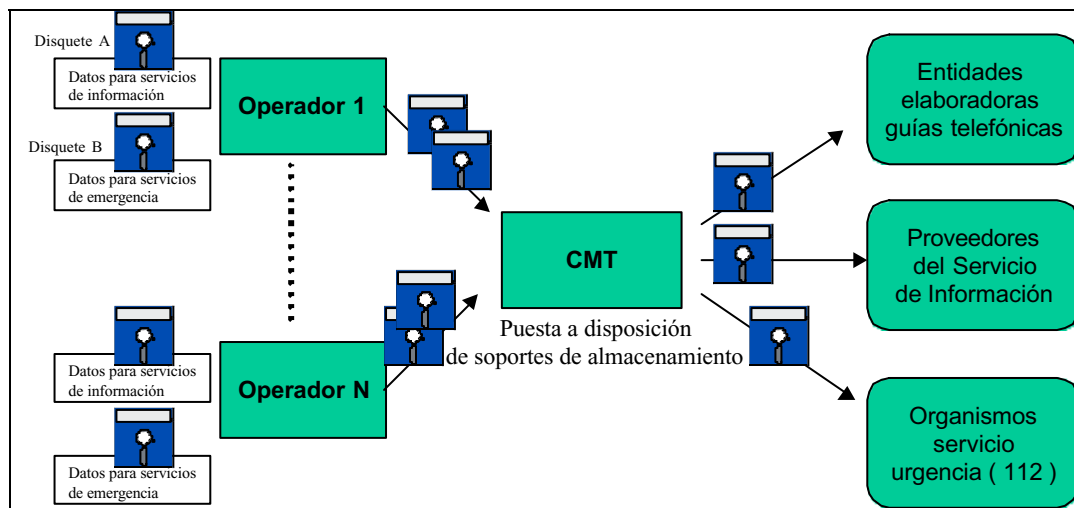 Disquete A
Datos para servicios
de información
Disquete B
Datos para servicios
de emergencia
Operador 1
CMT
Puesta a disposición
de soportes de almacenamiento
Datos para servicios
de información
Datos para servicios
de emergencia
Operador N
Entidades
elaboradoras
guías telefónicas
Proveedores
del Servicio
de Información
Organismos
servicio
urgencia ( 112 )